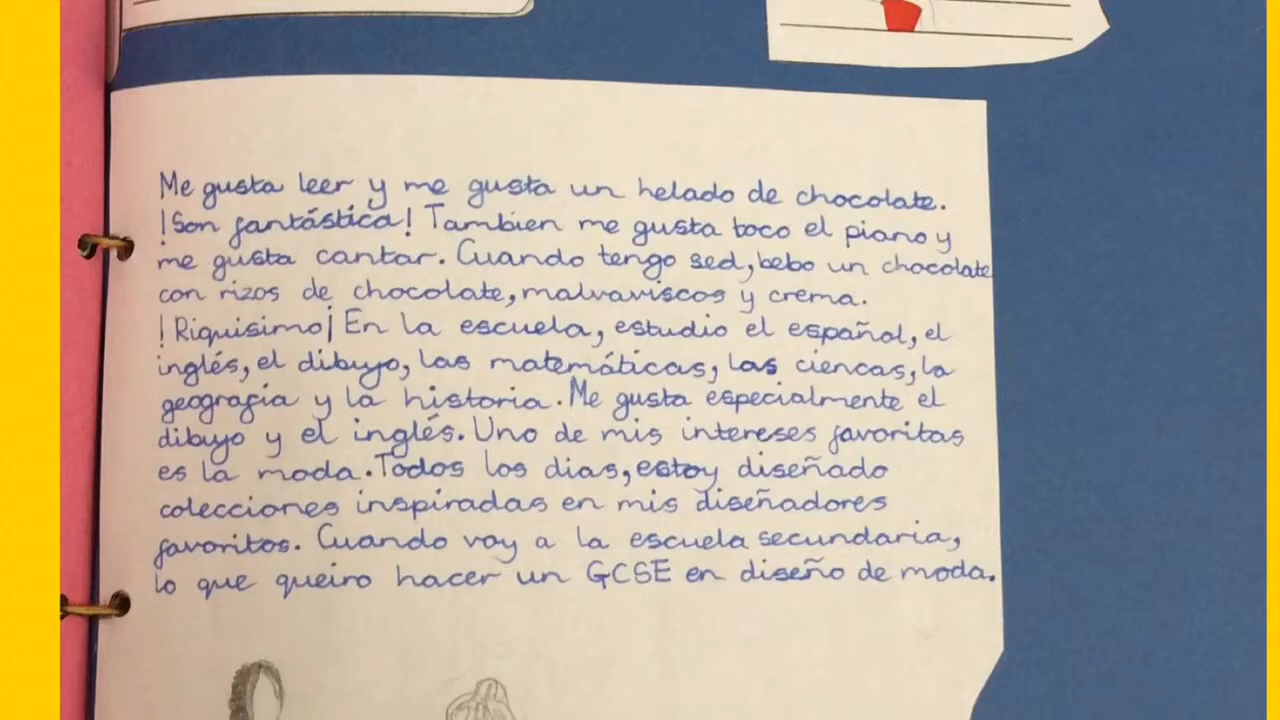 Me gusta leer y me gusta un helado de chocolate.
!Son fantástica! Tambien me gusta toco el piano y
me gusta cantar. Cuando tengo sed, bebo un chocolate
con rizos de chocolate, malvaviscos y crema.
! Riquisimo¡ En la escuela, estudio el español, el
inglés, el dibujo, las matemáticas, las ciencas, la
geografia y la historia. Me gusta especialmente el
dibujo y el inglés. Uno de mis intereses favoritas
es la moda. Todos los dias, estoy diseñado
colecciones inspiradas en mis diseñadores
favoritos. Cuando voy a la escuela secundaria,
lo que queiro hacer un GCSE en diseño de moda.